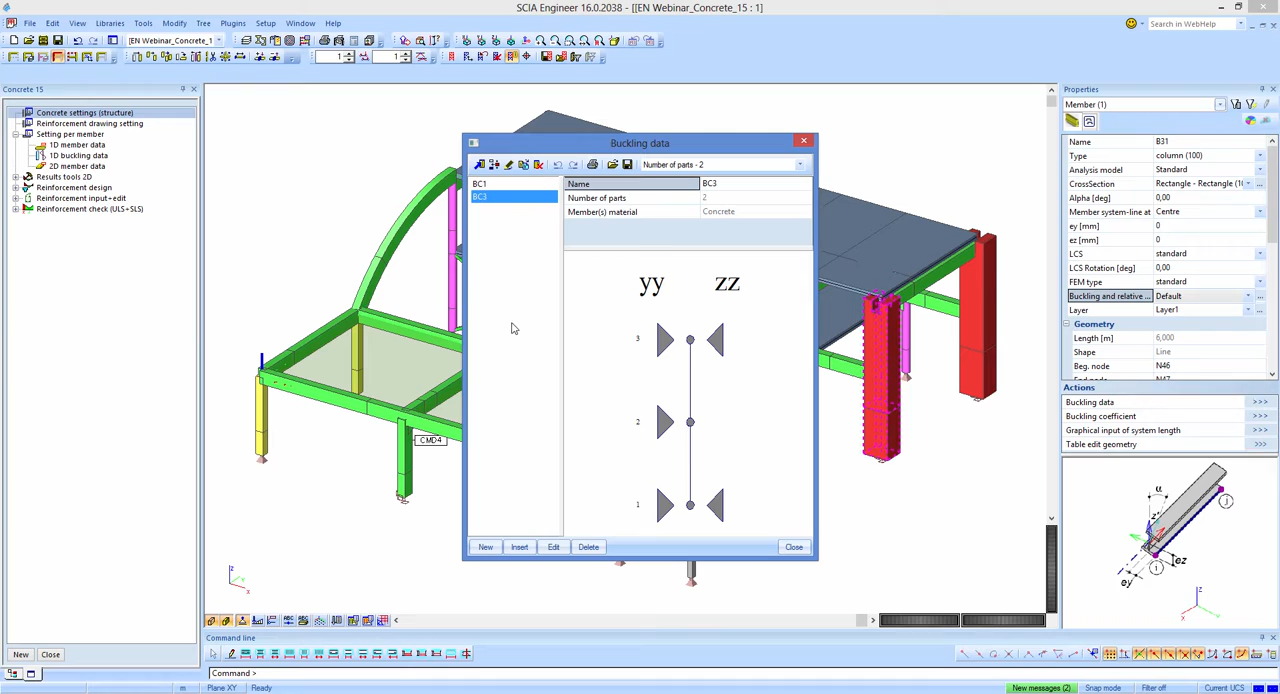 SCIA Engineer 16.0.2038 - [[EN Webinar_Concrete_15 : 1]
File Edit View Libraries Tools Modify Tree Plugins Setup Window Help
Search in WebHelp
[EN Webinar_Concrete_1
1 1
Concrete 15
Concrete settings (structure)
Reinforcement drawing setting
Setting per member
1D member data
1D buckling data
2D member data
Results tools 2D
Reinforcement design
Reinforcement input+edit
Reinforcement check (ULS+SLS)
New Close
CMD4
Buckling data
Number of parts - 2
BC1
BC3
Name BC3
Number of parts 2
Member(s) material Concrete
yy zz
3
2
1
New Insert Edit Delete Close
Properties
Member (1)
Name B31
Type column (100)
Analysis model Standard
CrossSection Rectangle - Rectangle (10
Alpha [deg] 0,00
Member system-line at Centre
ey [mm] 0
ez [mm] 0
LCS standard
LCS Rotation [deg] 0,00
FEM type standard
Buckling and relative ... Default
Layer Layer1
Geometry
Length [m] 6,000
Shape Line
Beg. node N46
End node N47
Actions
Buckling data >>>
Buckling coefficient >>>
Graphical input of system length >>>
Table edit geometry >>>
α
z'
j
ez
i
ey
z
y
x
z
x
Command line
Command >
m Plane XY Ready New messages (2) Snap mode Filter off Current UCS